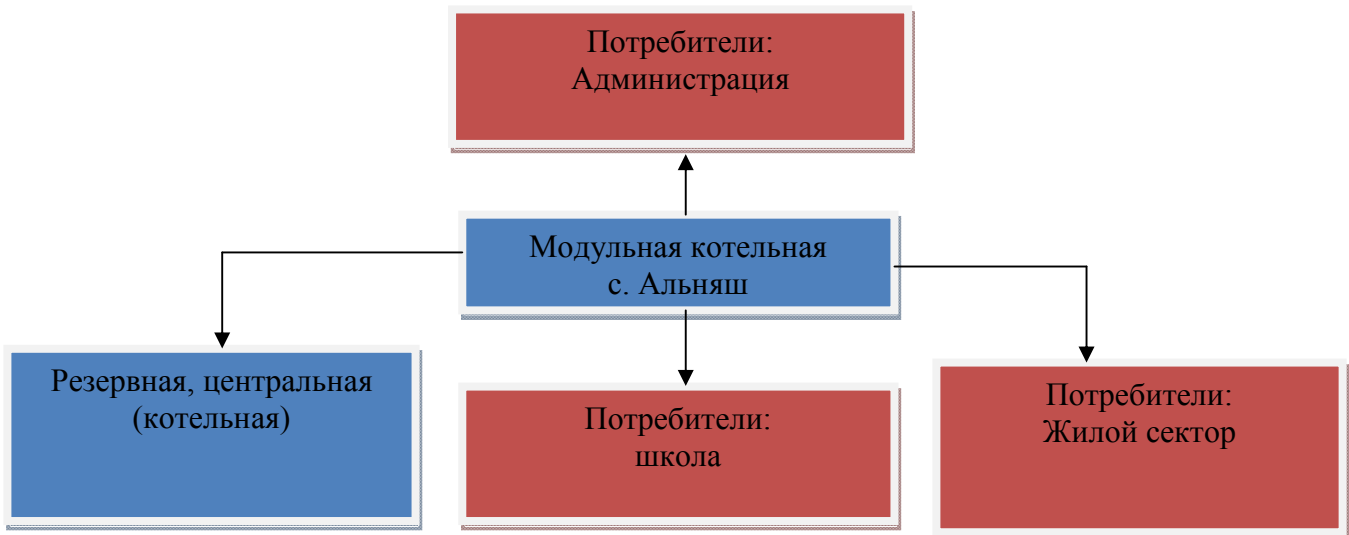 Потребители:
Администрация
Модульная котельная
с. Альняш
Резервная, центральная
(котельная)
Потребители:
школа
Потребители:
Жилой сектор